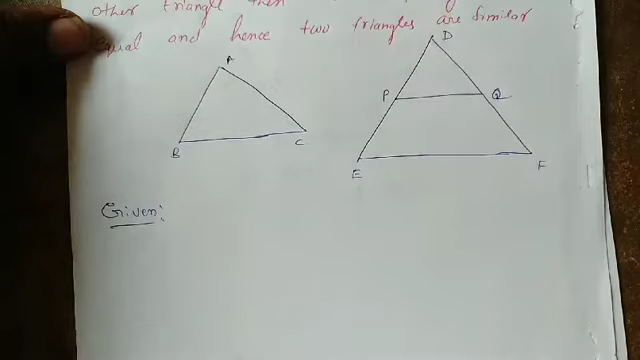 other triangle then
equal and hence two triangles are similar
A
D
P
Q
B
C
E
F
Given: